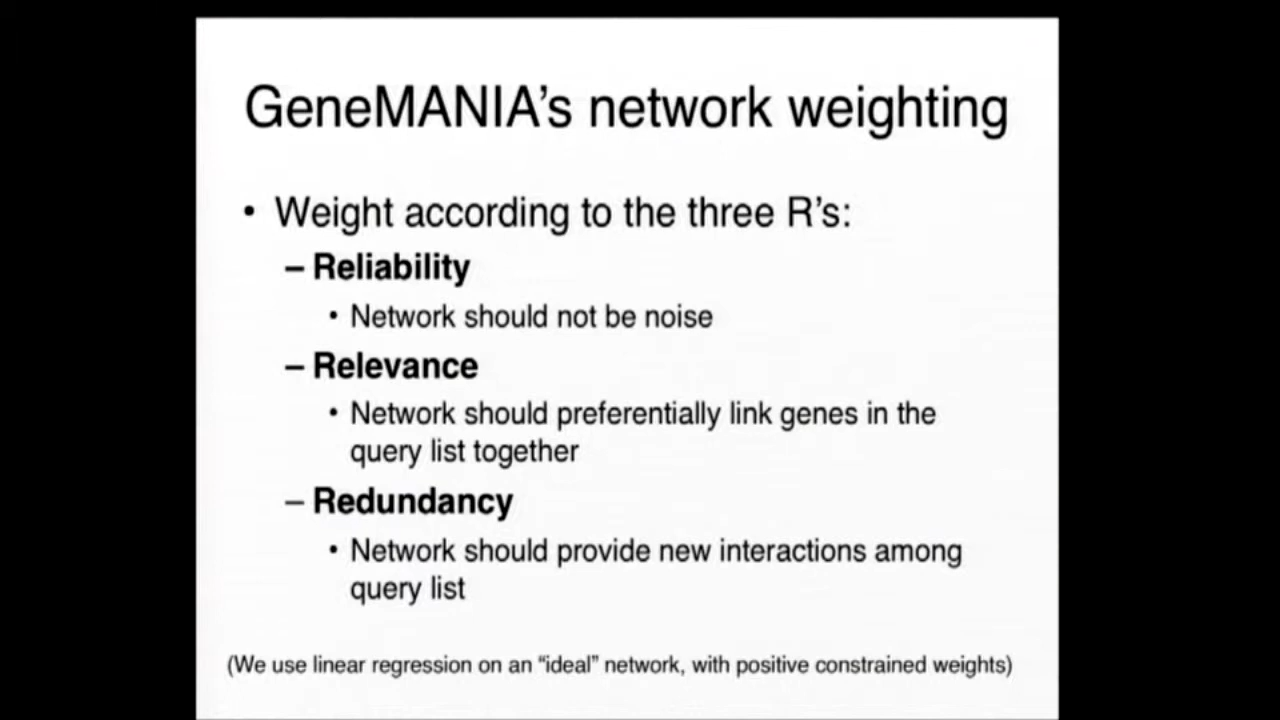 GeneMANIA’s network weighting
• Weight according to the three R’s:
– Reliability
• Network should not be noise
– Relevance
• Network should preferentially link genes in the
query list together
– Redundancy
• Network should provide new interactions among
query list
(We use linear regression on an “ideal” network, with positive constrained weights)